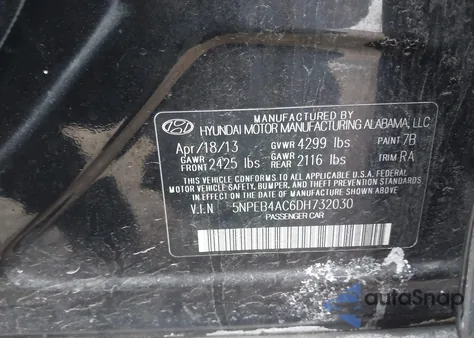 MANUFACTURED BY
HYUNDAI MOTOR MANUFACTURING ALABAMA, LLC
Apr/18/13 GVWR 4299 lbs PAINT 7B
GAWR FRONT 2425 lbs GAWR REAR 2116 lbs TRIM RA
THIS VEHICLE CONFORMS TO ALL APPLICABLE U.S.A. FEDERAL
MOTOR VEHICLE SAFETY, BUMPER, AND THEFT PREVENTION
STANDARDS IN EFFECT ON THE DATE OF MANUFACTURE SHOWN ABOVE.
V.I.N 5NPEB4AC6DH732030
PASSENGER CAR
autoSnap